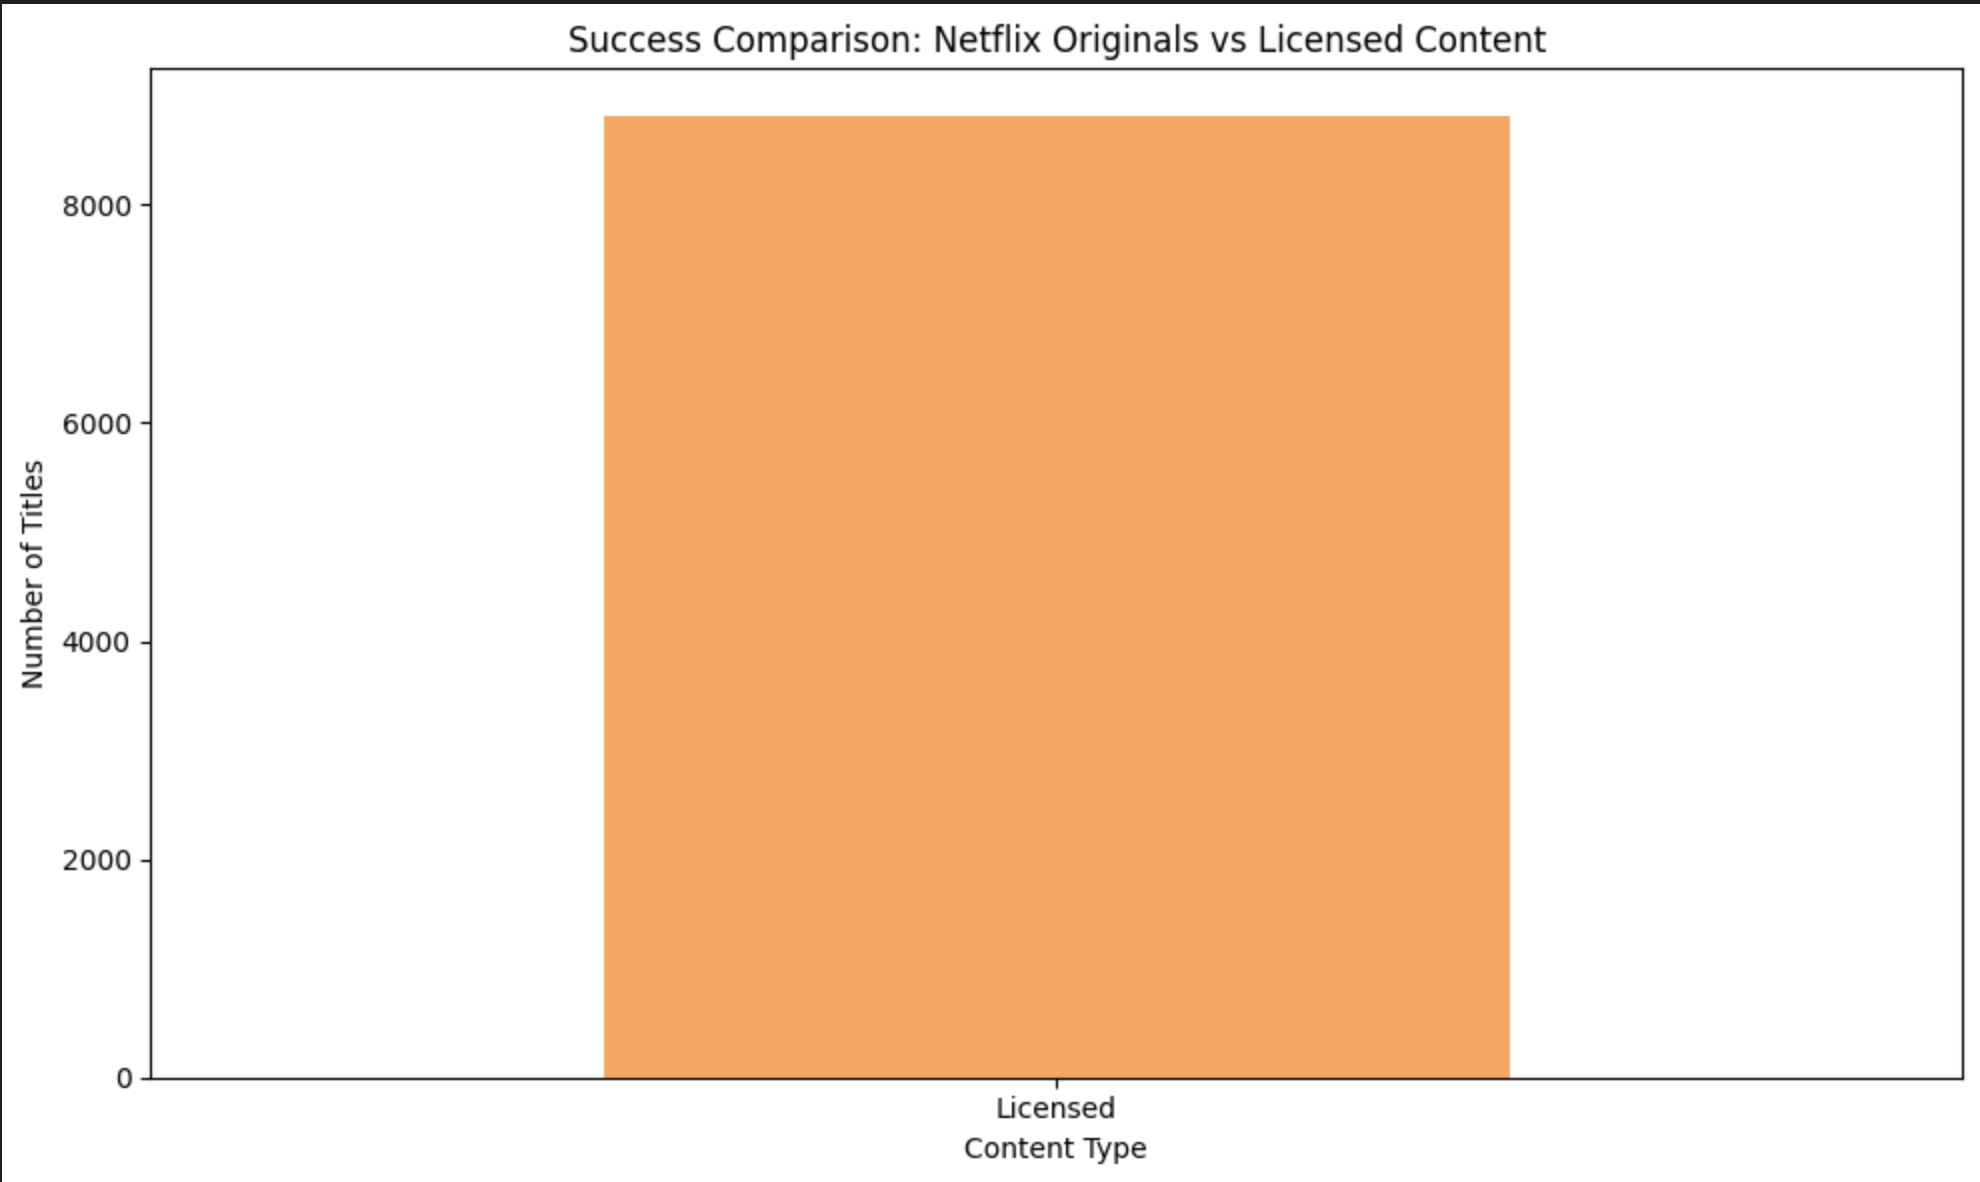 Success Comparison: Netflix Originals vs Licensed Content
Number of Titles
8000
6000
4000
2000
0
Licensed
Content Type